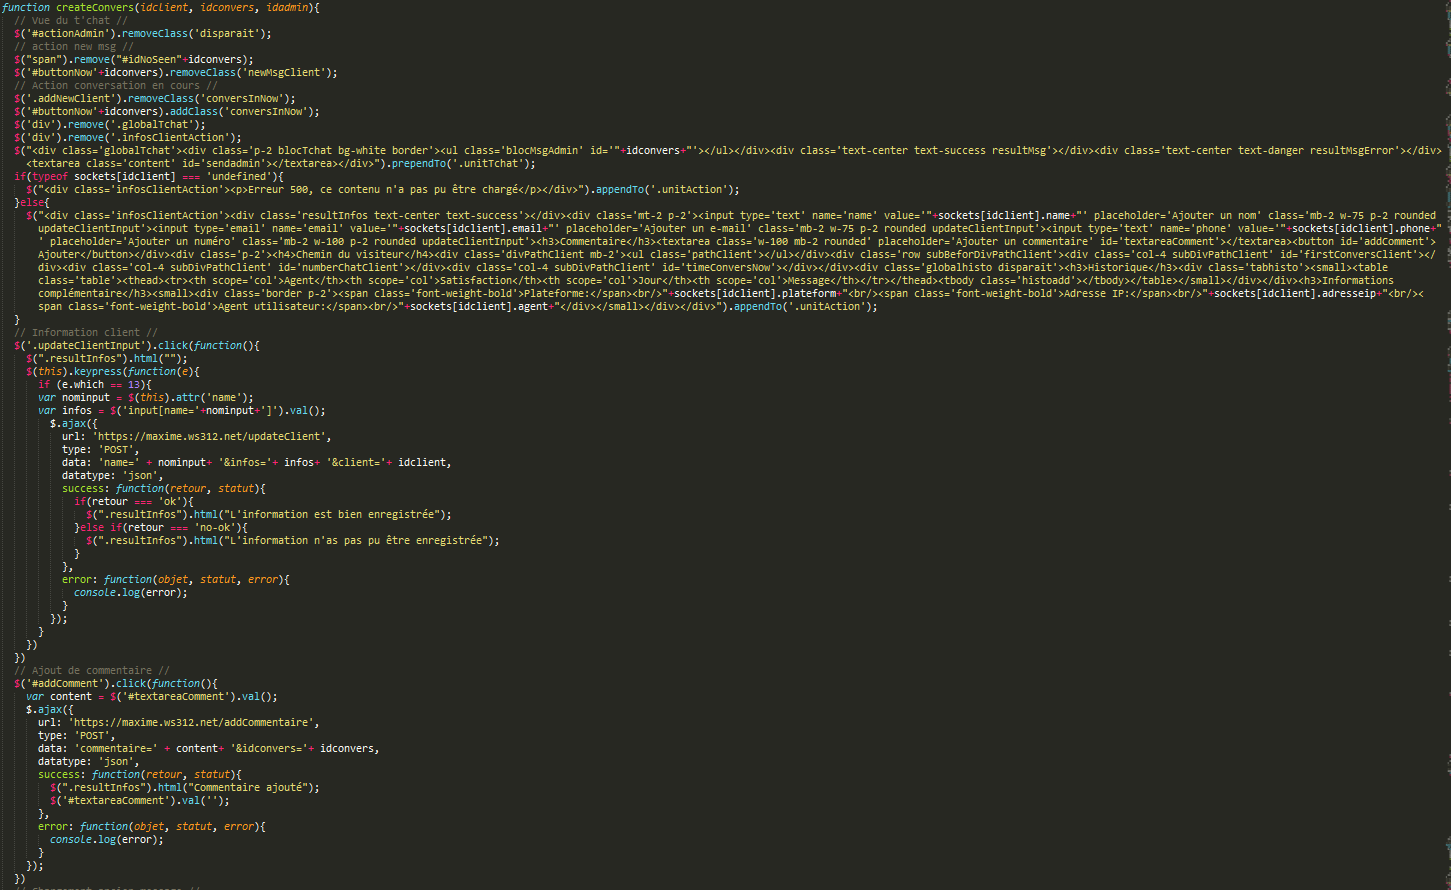 function createConvers(idclient, idconvers, idadmin){
// Vue du t'chat //
$('#actionAdmin').removeClass('disparait');
// action new msg //
$("span").remove("#idNoSeen"+idconvers);
$('#buttonNow'+idconvers).removeClass('newMsgClient');
// Action conversation en cours //
$('.addNewClient').removeClass('conversInNow');
$('#buttonNow'+idconvers).addClass('conversInNow');
$('div').remove('.globalTchat');
$('div').remove('.infosClientAction');
$("<div class='globalTchat'><div class='p-2 blocTchat bg-white border'><ul class='blocMsgAdmin' id='"+idconvers+"'></ul></div><div class='text-center text-success resultMsg'></div><div class='text-center text-danger resultMsgError'></div>
<textarea class='content' id='sendadmin'></textarea></div>").prependTo('.unitTchat');
if(typeof sockets[idclient] === 'undefined'){
$("<div class='infosClientAction'><p>Erreur 500, ce contenu n'a pas pu être chargé</p></div>").appendTo('.unitAction');
}else{
$("<div class='infosClientAction'><div class='resultInfos text-center text-success'></div><div class='mt-2 p-2'><input type='text' name='name' value='"+sockets[idclient].name+"' placeholder='Ajouter un nom' class='mb-2 w-75 p-2 rounded
updateClientInput'><input type='email' name='email' value='"+sockets[idclient].email+"' placeholder='Ajouter un e-mail' class='mb-2 w-75 p-2 rounded updateClientInput'><input type='text' name='phone' value='"+sockets[idclient].phone+"
' placeholder='Ajouter un numéro' class='mb-2 w-100 p-2 rounded updateClientInput'><h3>Commentaire</h3><textarea class='w-100 mb-2 rounded' placeholder='Ajouter un commentaire' id='textareaComment'></textarea><button id='addComment'>
Ajouter</button></div><div class='p-2'><h4>Chemin du visiteur</h4><div class='divPathClient mb-2'><ul class='pathclient'></ul></div><div class='row subBeforDivPathClient'><div class='col-4 subDivPathClient' id='firstConversClient'></
div><div class='col-4 subDivPathClient' id='numberChatClient'></div><div class='col-4 subDivPathClient' id='timeConversNow'></div></div><div class='globalhisto disparait'><h3>Historique</h3><div class='tabhisto'><small><table
class='table'><thead><tr><th scope='col'>Agent</th><th scope='col'>Satisfaction</th><th scope='col'>Jour</th><th scope='col'>Message</th></tr></thead><tbody class='histoadd'></tbody></table></small></div></div><h3>Informations
complémentaire</h3><small><div class='border p-2'><span class='font-weight-bold'>Plateforme:</span><br/>"+sockets[idclient].plateform+"<br/><span class='font-weight-bold'>Adresse IP:</span><br/>"+sockets[idclient].adresseip+"<br/><
span class='font-weight-bold'>Agent utilisateur:</span><br/>"+sockets[idclient].agent+"</div></small></div></div>").appendTo('.unitAction');
}
// Information client //
$('.updateClientInput').click(function(){
$(".resultInfos").html("");
$(this).keypress(function(e){
if (e.which == 13){
var nominput = $(this).attr('name');
var infos = $('input[name='+nominput+']').val();
$.ajax({
url: 'https://maxime.ws312.net/updateClient',
type: 'POST',
data: 'name=' + nominput+ '&infos='+ infos+ '&client='+ idclient,
datatype: 'json',
success: function(retour, statut){
if(retour === 'ok'){
$(".resultInfos").html("L'information est bien enregistrée");
}else if(retour === 'no-ok'){
$(".resultInfos").html("L'information n'as pas pu être enregistrée");
}
},
error: function(objet, statut, error){
console.log(error);
}
});
}
})
})
// Ajout de commentaire //
$('#addComment').click(function(){
var content = $('#textareaComment').val();
$.ajax({
url: 'https://maxime.ws312.net/addCommentaire',
type: 'POST',
data: 'commentaire=' + content+ '&idconvers='+ idconvers,
datatype: 'json',
success: function(retour, statut){
$(".resultInfos").html("Commentaire ajouté");
$('#textareaComment').val('');
},
error: function(objet, statut, error){
console.log(error);
}
});
})